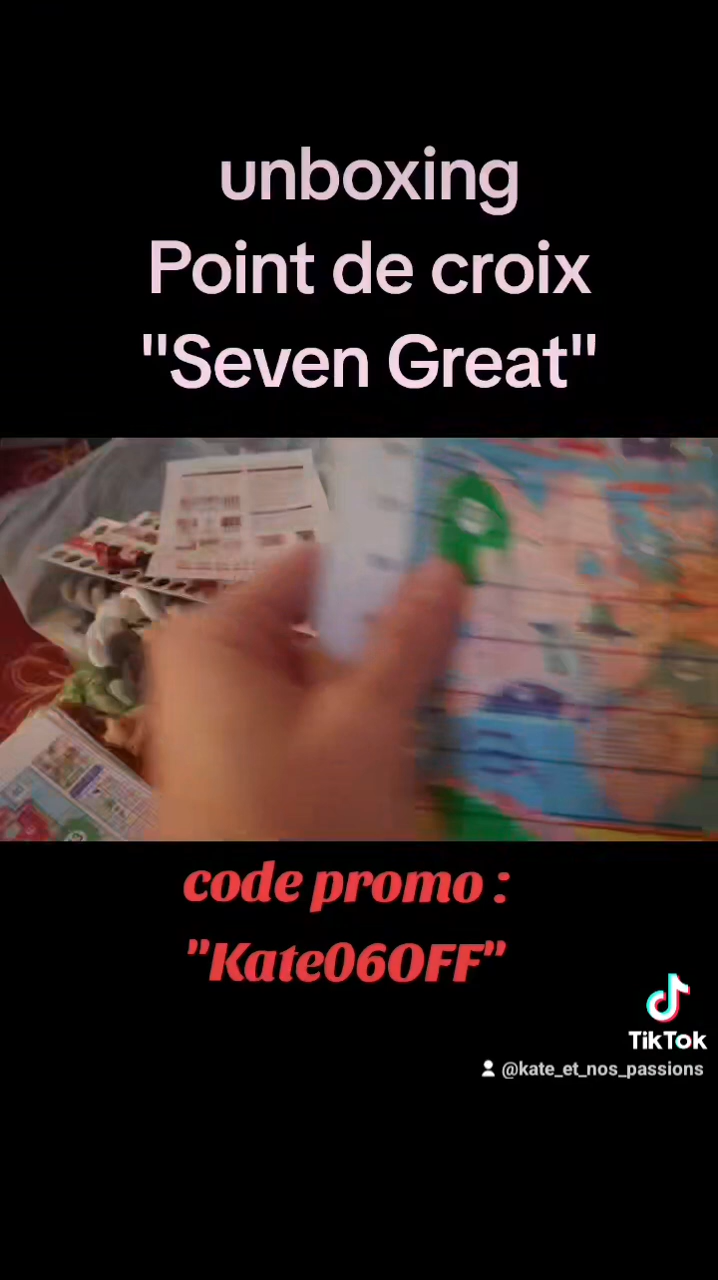 unboxing
Point de croix
"Seven Great"
code promo :
"Kate06OFF"
TikTok
@kate_et_nos_passions